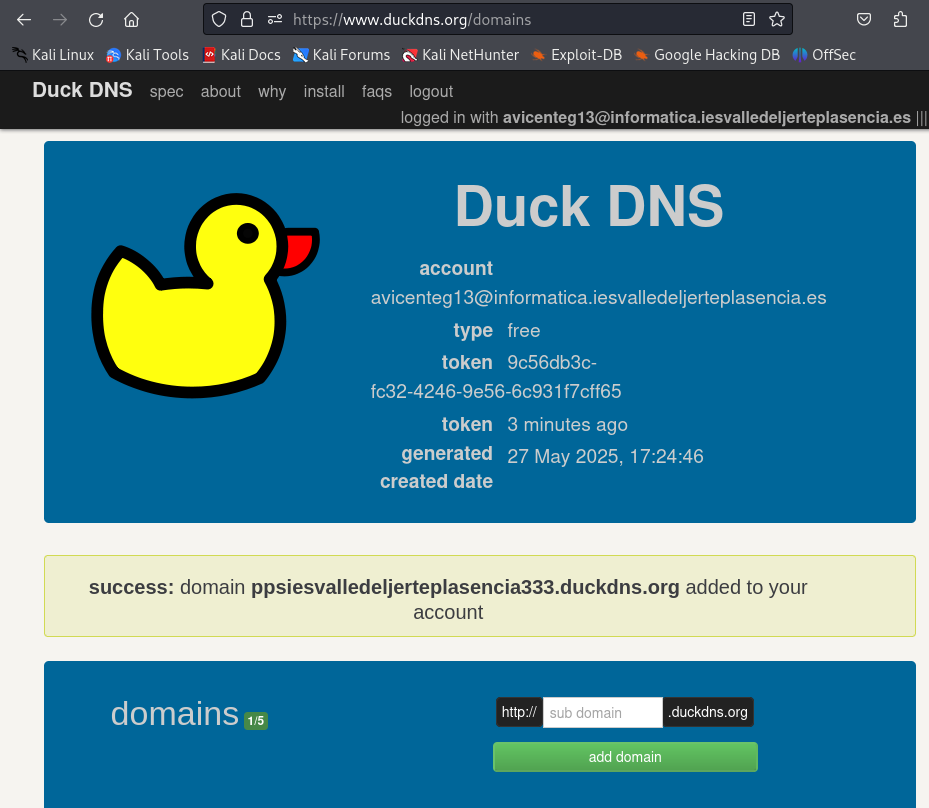 https://www.duckdns.org/domains
Kali Linux Kali Tools Kali Docs Kali Forums Kali NetHunter Exploit-DB Google Hacking DB OffSec
Duck DNS spec about why install faqs logout
logged in with avicenteg13@informatica.iesvalledeljerteplasencia.es |||
Duck DNS
account
avicenteg13@informatica.iesvalledeljerteplasencia.es
type free
token 9c56db3c-
fc32-4246-9e56-6c931f7cff65
token 3 minutes ago
generated 27 May 2025, 17:24:46
created date
success: domain ppsiesvalledeljerteplasencia333.duckdns.org added to your
account
domains 1/5 http:// sub domain .duckdns.org
add domain